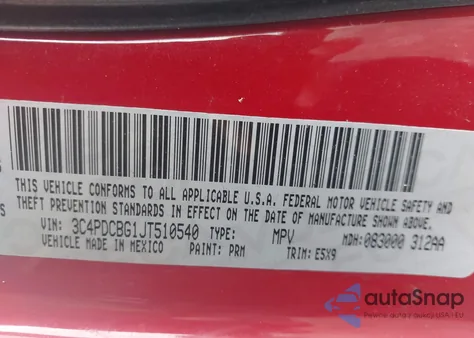 THIS VEHICLE CONFORMS TO ALL APPLICABLE U.S.A. FEDERAL MOTOR VEHICLE SAFETY AND
THEFT PREVENTION STANDARDS IN EFFECT ON THE DATE OF MANUFACTURE SHOWN ABOVE.
VIN: 3C4PDCBG1JT510540 TYPE: MPV MDH: 083000 312AA
VEHICLE MADE IN MEXICO PAINT: PRM TRIM: E5X9
autoSnap